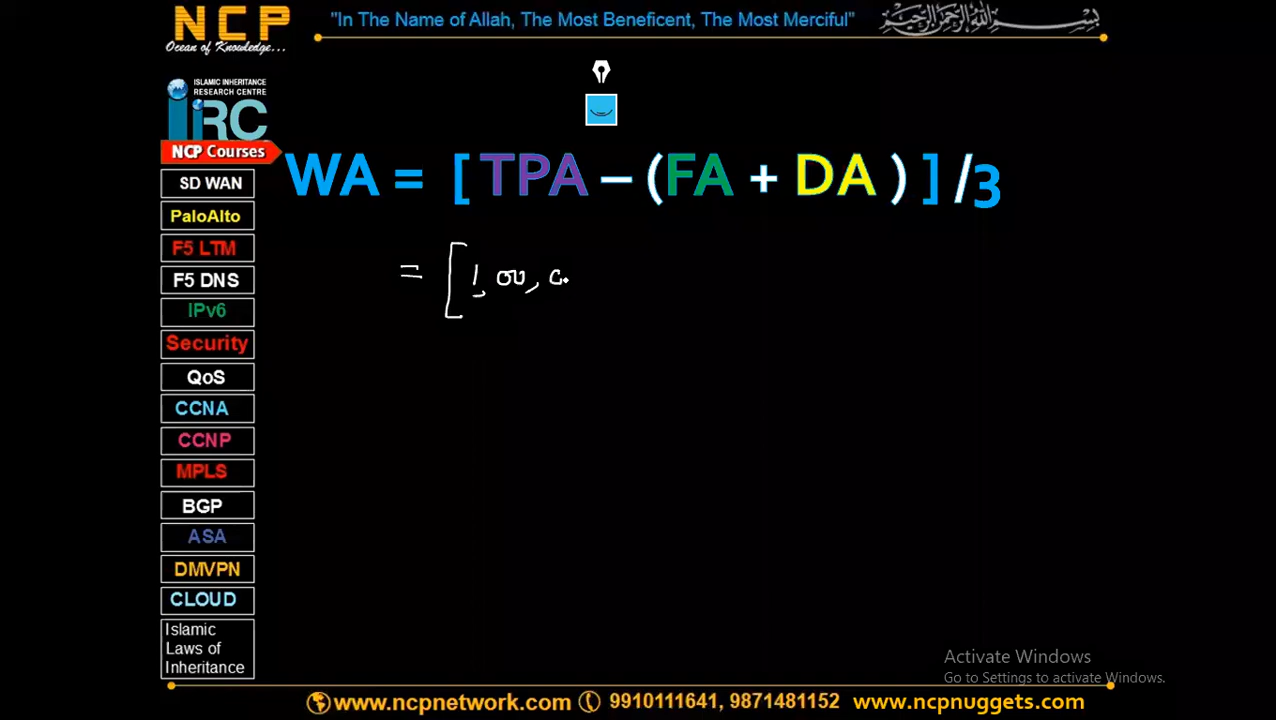 NCP
Ocean of Knowledge...
"In The Name of Allah, The Most Beneficent, The Most Merciful"
بسم الله الرحمن الرحيم
ISLAMIC INHERITANCE
RESEARCH CENTRE
IIRC
NCP Courses
SD WAN
PaloAlto
F5 LTM
F5 DNS
IPv6
Security
QoS
CCNA
CCNP
MPLS
BGP
ASA
DMVPN
CLOUD
Islamic
Laws of
Inheritance
WA = [ TPA – (FA + DA ) ] /3
= [ 1,00,0
Activate Windows
Go to Settings to activate Windows.
www.ncpnetwork.com 9910111641, 9871481152 www.ncpnuggets.com